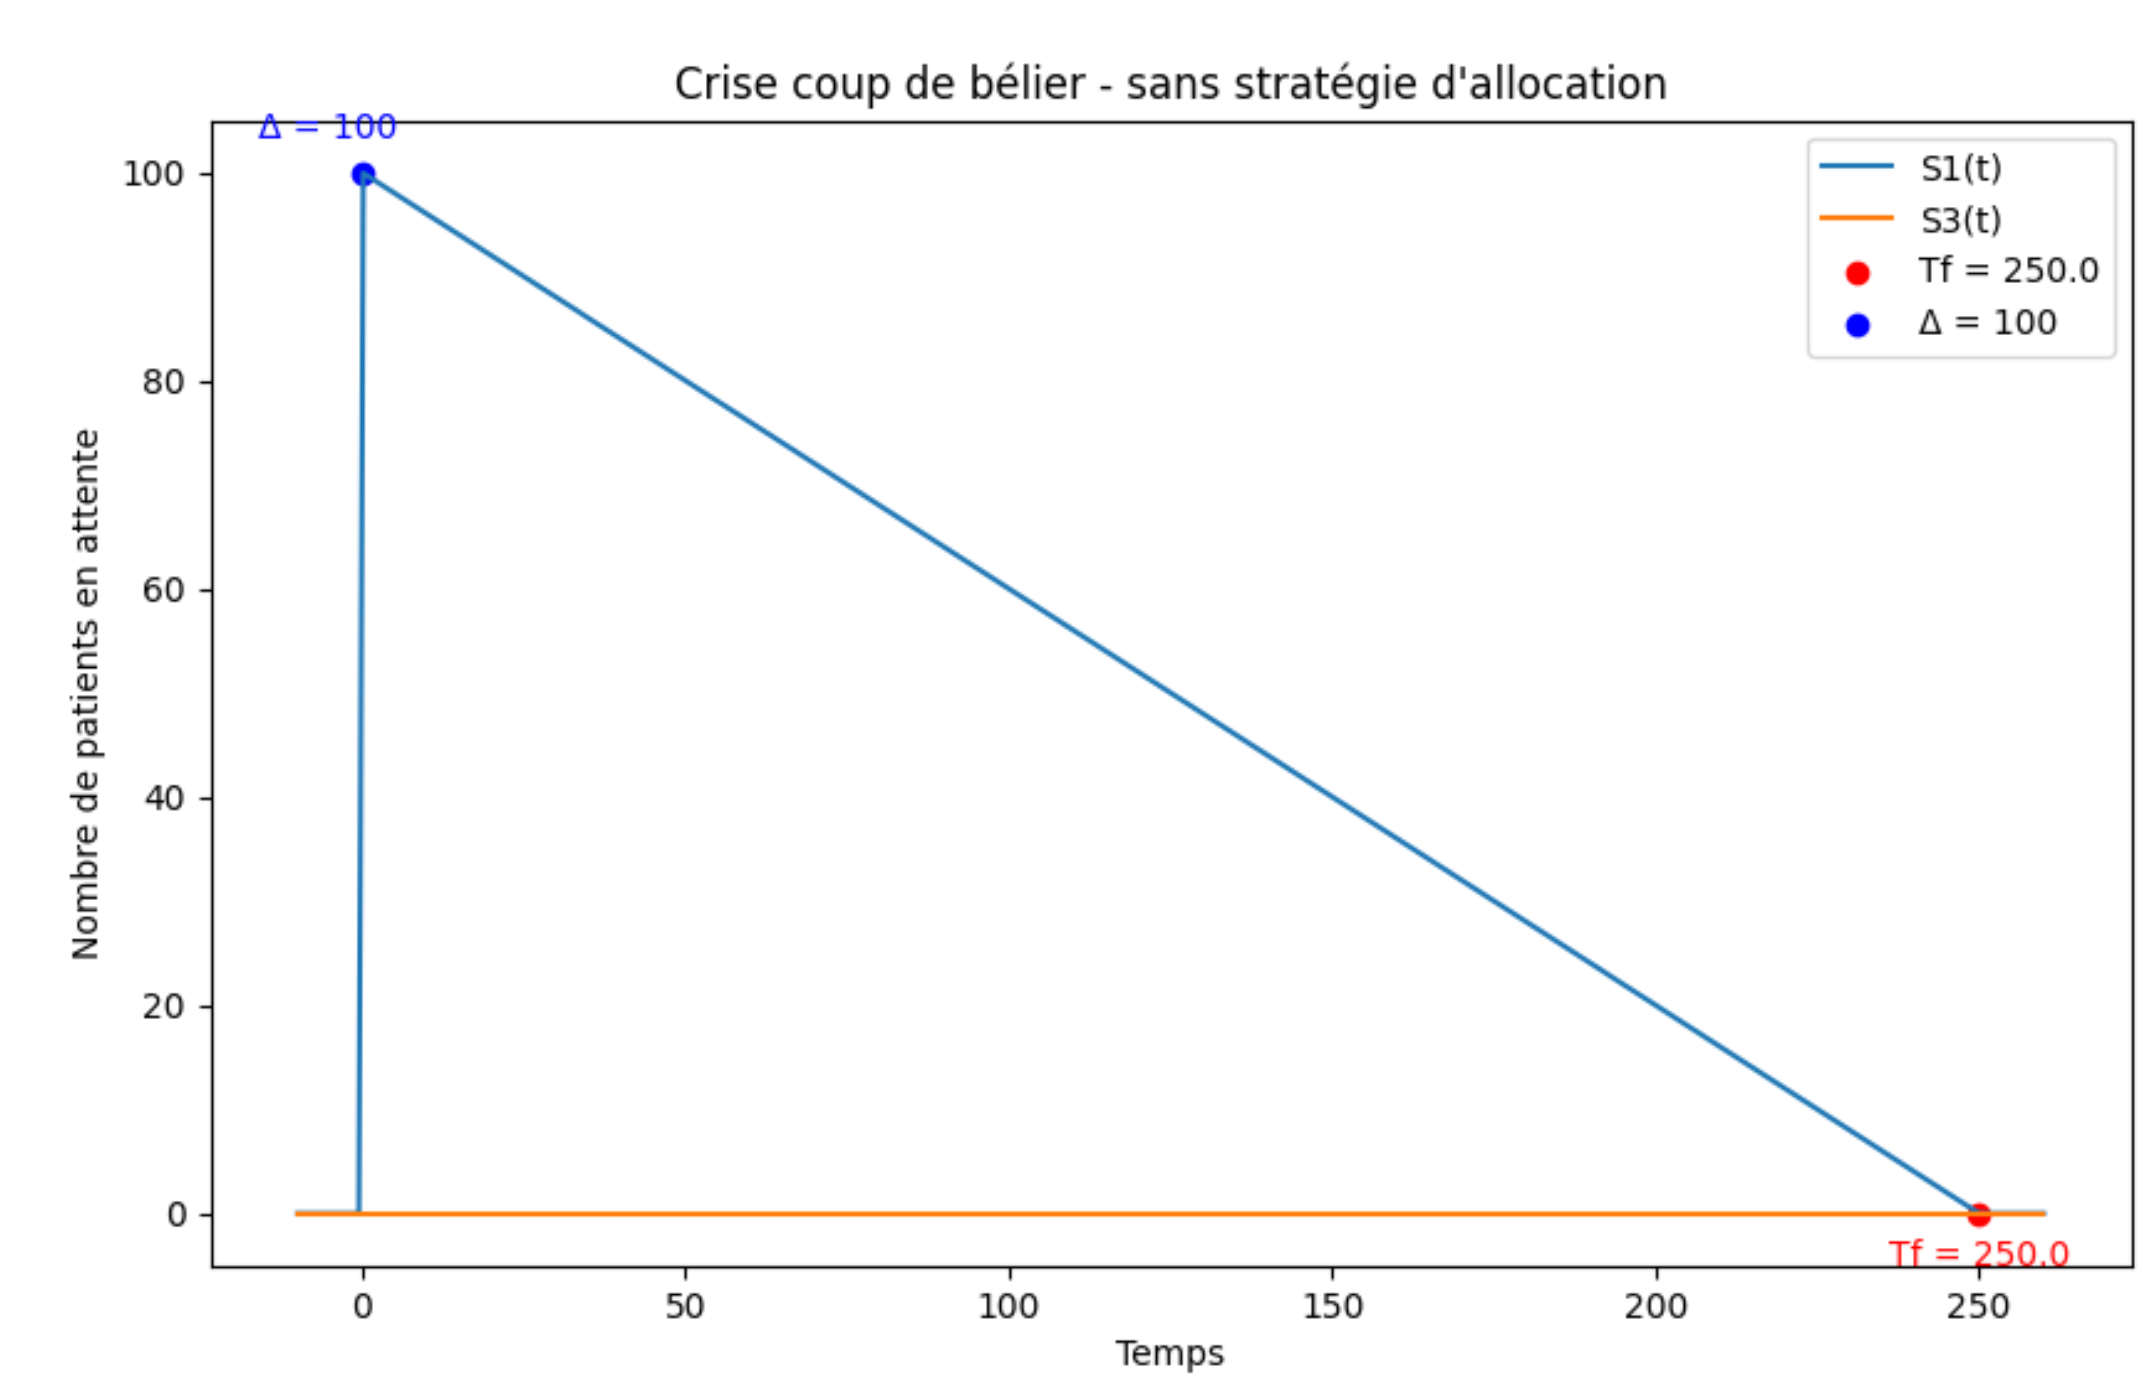 Crise coup de bélier - sans stratégie d'allocation
Δ = 100
S1(t)
S3(t)
Tf = 250.0
Δ = 100
100
80
60
40
20
0
Nombre de patients en attente
Tf = 250.0
0
50
100
150
200
250
Temps